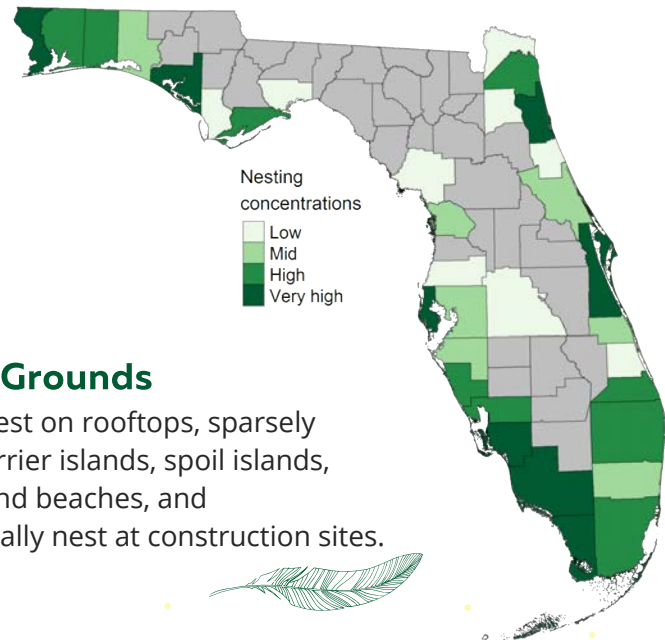 Nesting
concentrations
Low
Mid
High
Very high
Grounds
est on rooftops, sparsely
rrier islands, spoil islands,
nd beaches, and
ally nest at construction sites.